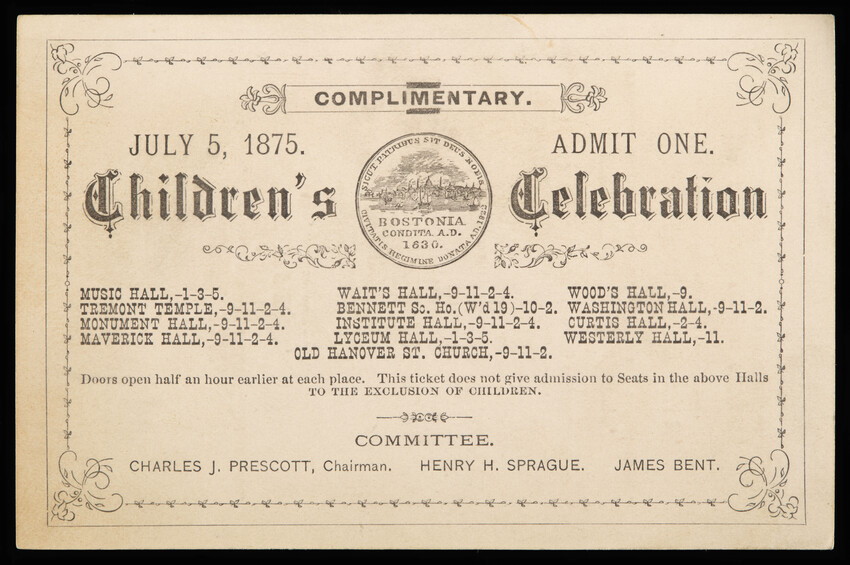 COMPLIMENTARY.
JULY 5, 1875.
ADMIT ONE.
Children's Celebration
SICUT PATRIBUS SIT DEUS NOBIS
BOSTONIA
CONDITA. A.D.
1630.
CIVITATIS REGIMINE DONATA A.D. 1822
MUSIC HALL,-1-3-5. WAIT'S HALL,-9-11-2-4. WOOD'S HALL,-9.
TREMONT TEMPLE,-9-11-2-4. BENNETT SC. HO.(W'd 19)-10-2. WASHINGTON HALL,-9-11-2.
MONUMENT HALL,-9-11-2-4. INSTITUTE HALL,-9-11-2-4. CURTIS HALL,-2-4.
MAVERICK HALL,-9-11-2-4. LYCEUM HALL,-1-3-5. WESTERLY HALL,-11.
OLD HANOVER ST. CHURCH,-9-11-2.
Doors open half an hour earlier at each place. This ticket does not give admission to Seats in the above Halls
TO THE EXCLUSION OF CHILDREN.
COMMITTEE.
CHARLES J. PRESCOTT, Chairman. HENRY H. SPRAGUE. JAMES BENT.